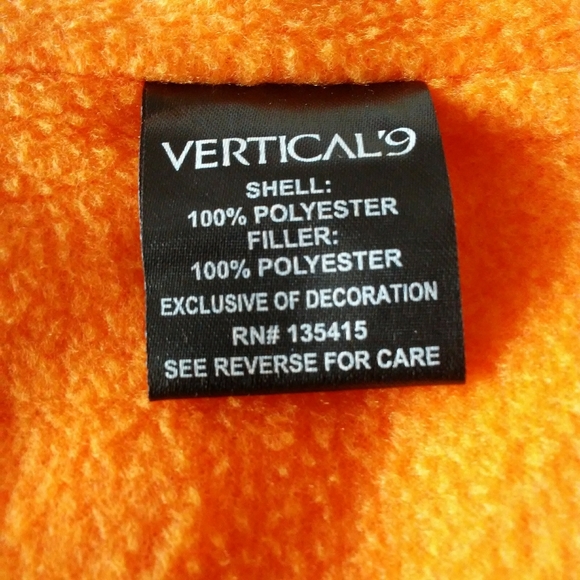 VERTICAL'9
SHELL:
100% POLYESTER
FILLER:
100% POLYESTER
EXCLUSIVE OF DECORATION
RN# 135415
SEE REVERSE FOR CARE